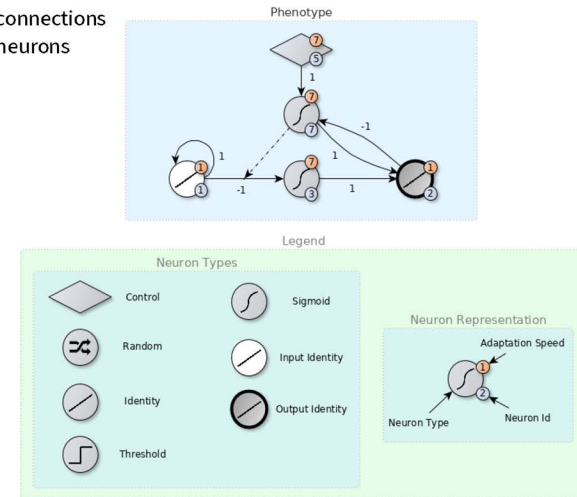 connections
neurons
Phenotype
7
5
1
7
7
-1
1
1
1
1
-1
7
3
1
1
2
Legend
Neuron Types
Control
Sigmoid
Random
Input Identity
Identity
Output Identity
Threshold
Neuron Representation
Adaptation Speed
1
2
Neuron Type
Neuron Id